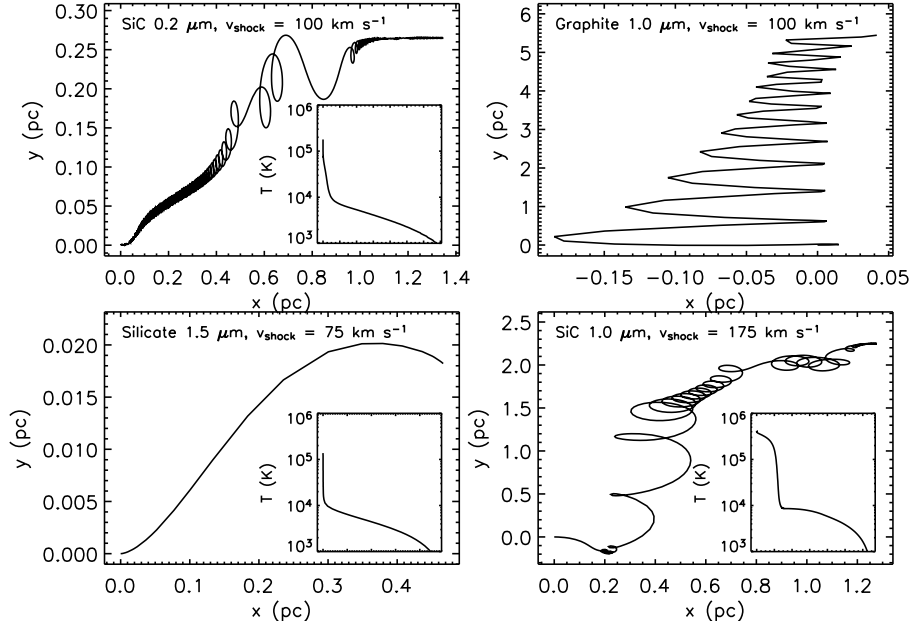 SiC 0.2 μm, v_shock = 100 km s⁻¹
0.30
0.25
0.20
0.15
0.10
0.05
0.00
y (pc)
0.0 0.2 0.4 0.6 0.8 1.0 1.2 1.4
x (pc)
10⁶
10⁵
10⁴
10³
T (K)
Graphite 1.0 μm, v_shock = 100 km s⁻¹
6
5
4
3
2
1
0
y (pc)
−0.15 −0.10 −0.05 0.00 0.05
x (pc)
Silicate 1.5 μm, v_shock = 75 km s⁻¹
0.020
0.015
0.010
0.005
0.000
y (pc)
0.0 0.1 0.2 0.3 0.4
x (pc)
10⁶
10⁵
10⁴
10³
T (K)
SiC 1.0 μm, v_shock = 175 km s⁻¹
2.5
2.0
1.5
1.0
0.5
0.0
y (pc)
0.0 0.2 0.4 0.6 0.8 1.0 1.2
x (pc)
10⁶
10⁵
10⁴
10³
T (K)